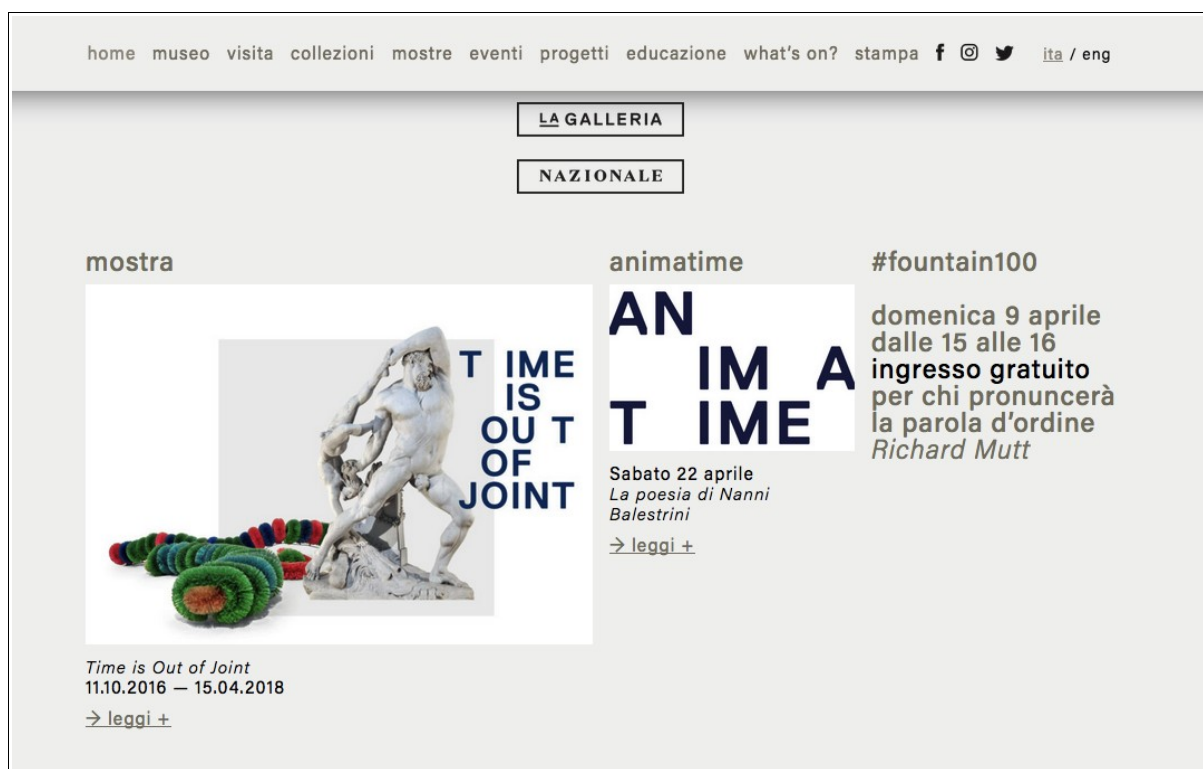 home museo visita collezioni mostre eventi progetti educazione what's on? stampa ita / eng
LA GALLERIA
NAZIONALE
mostra
T IME
IS
OU T
OF
JOINT
Time is Out of Joint
11.10.2016 — 15.04.2018
→ leggi +
animatime
AN
IM A
T IME
Sabato 22 aprile
La poesia di Nanni
Balestrini
→ leggi +
#fountain100
domenica 9 aprile
dalle 15 alle 16
ingresso gratuito
per chi pronuncerà
la parola d'ordine
Richard Mutt